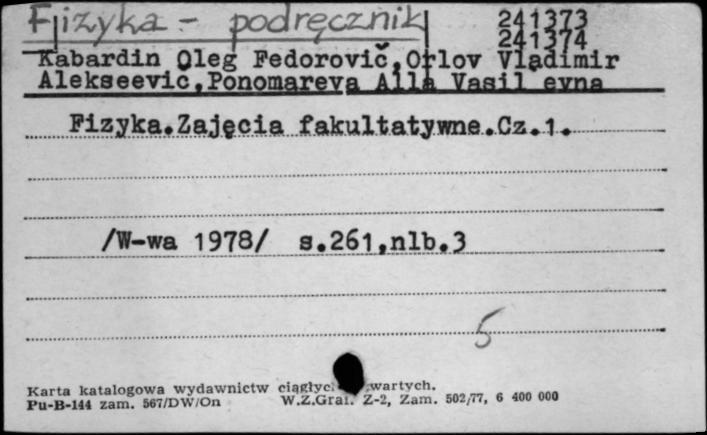 Fizyka - podręcznik
241373
241374
Kabardin Oleg Fedorovič, Orlov Vladimir
Alekseevic, Ponomareva Alla Vasil evna
Fizyka. Zajęcia fakultatywne. Cz. 1.
/W-wa 1978/ s.261, nlb.3
5
Karta katalogowa wydawnictw ciągłyc wartych.
Pu-B-144 zam. 567/DW/On W.Z.Graf. Z-2, Zam. 502/77, 6 400 000